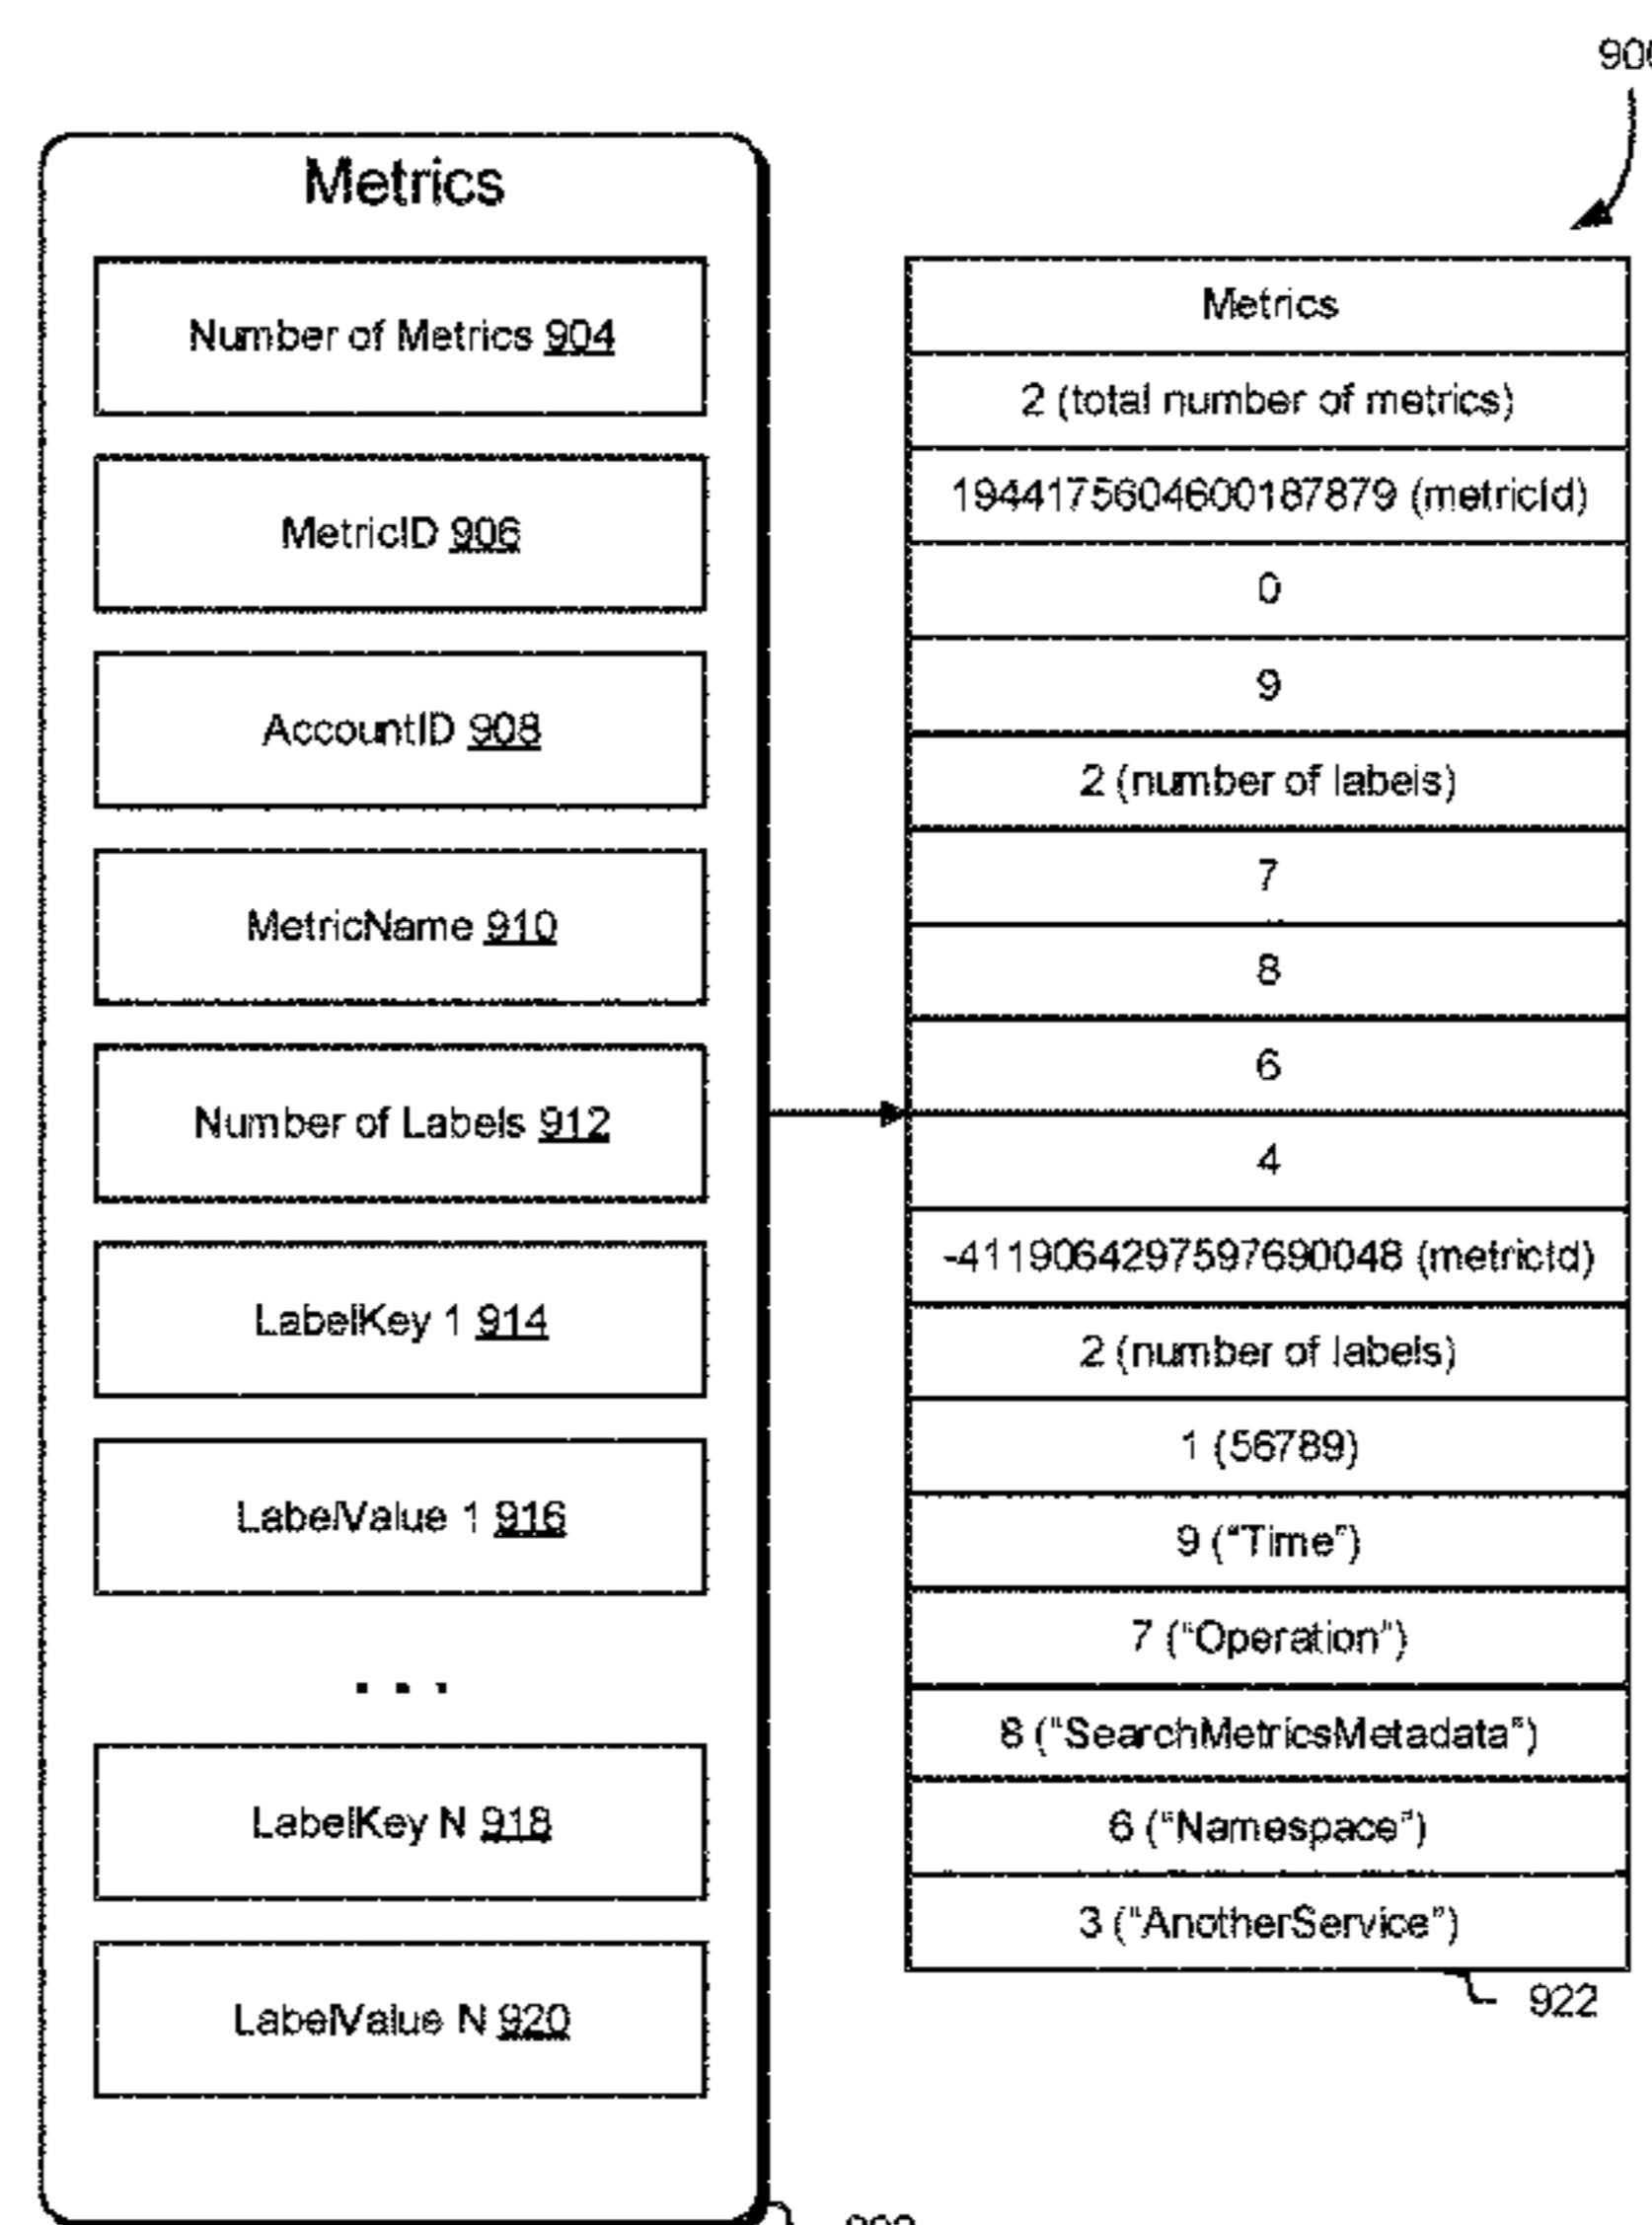 900
Metrics
Number of Metrics 904
MetricID 906
AccountID 908
MetricName 910
Number of Labels 912
LabelKey 1 914
LabelValue 1 916
. . .
LabelKey N 918
LabelValue N 920
Metrics
2 (total number of metrics)
1944175604600187879 (metricId)
0
9
2 (number of labels)
7
8
6
4
-4119064297597690048 (metricId)
2 (number of labels)
1 (56789)
9 ("Time")
7 ("Operation")
8 ("SearchMetricsMetadata")
6 ("Namespace")
3 ("AnotherService")
922